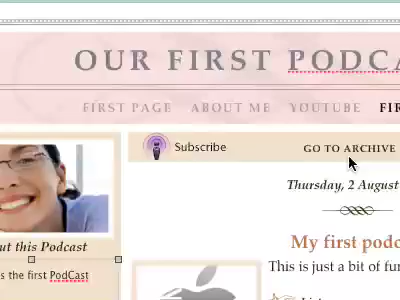 OUR FIRST PODCA
FIRST PAGE ABOUT ME YOUTUBE FIR
Subscribe
GO TO ARCHIVE
Thursday, 2 August
ut this Podcast
My first podc
s the first PodCast
This is just a bit of fun